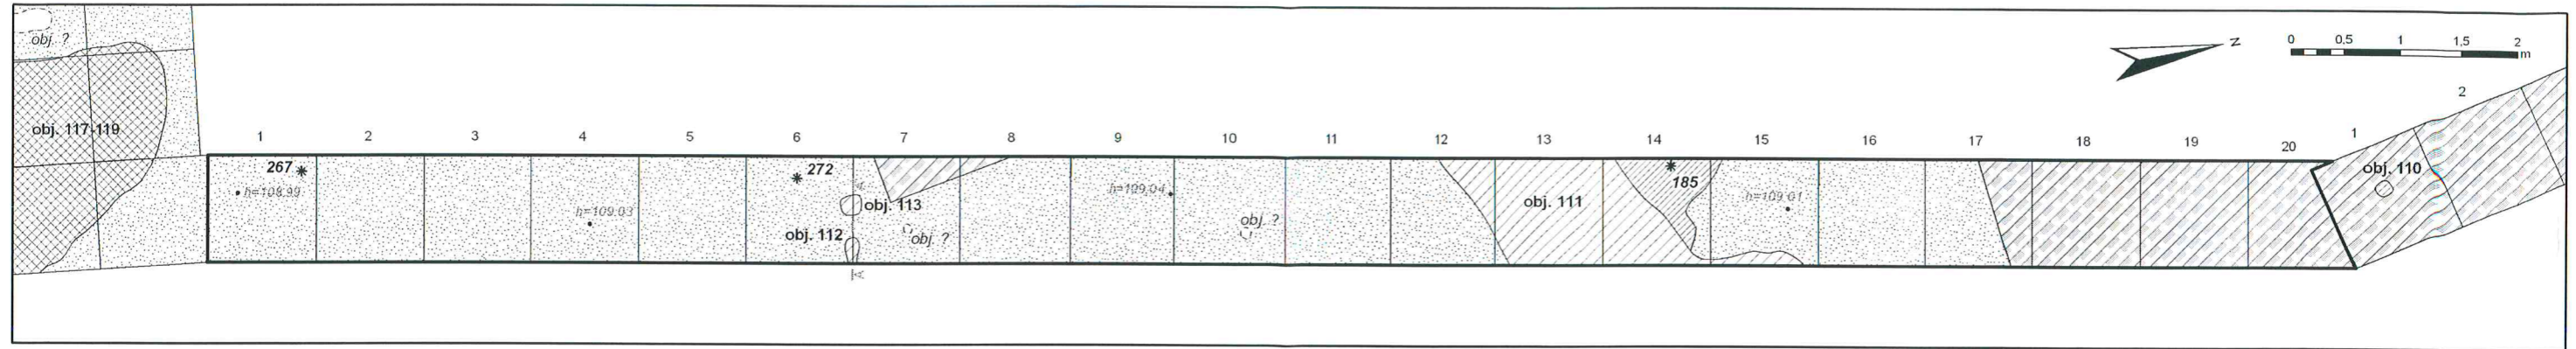 obj. ?
obj. 117-119
N
0 0,5 1 1,5 2
m
1 2 3 4 5 6 7 8 9 10 11 12 13 14 15 16 17 18 19 20 1 2
267
h=108,99
h=109,03
272
A
obj. 113
obj. 112
obj. ?
A
h=109,04
obj. ?
obj. 111
185
h=109,01
obj. 110